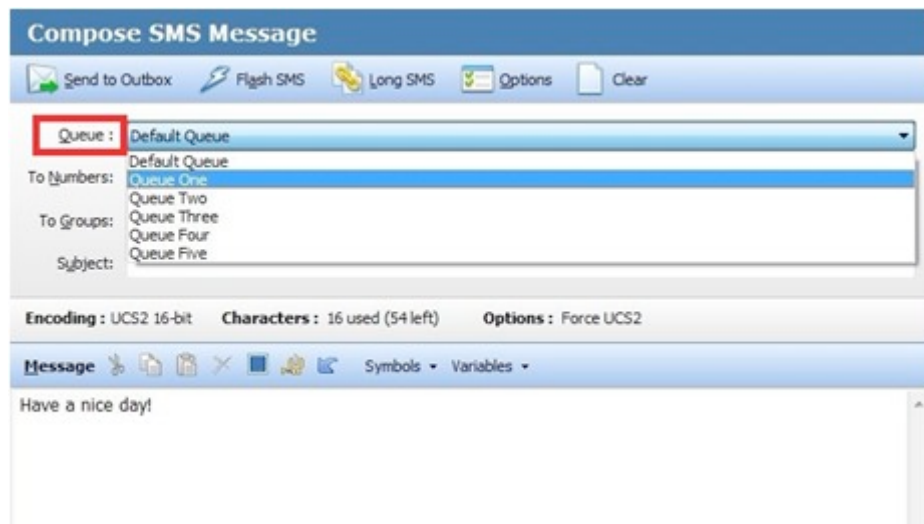 Compose SMS Message
Send to Outbox Flash SMS Long SMS Options Clear
Queue : Default Queue
Default Queue
To Numbers: Queue One
Queue Two
To Groups: Queue Three
Queue Four
Subject: Queue Five
Encoding : UCS2 16-bit Characters : 16 used (54 left) Options : Force UCS2
Message Symbols Variables
Have a nice day!